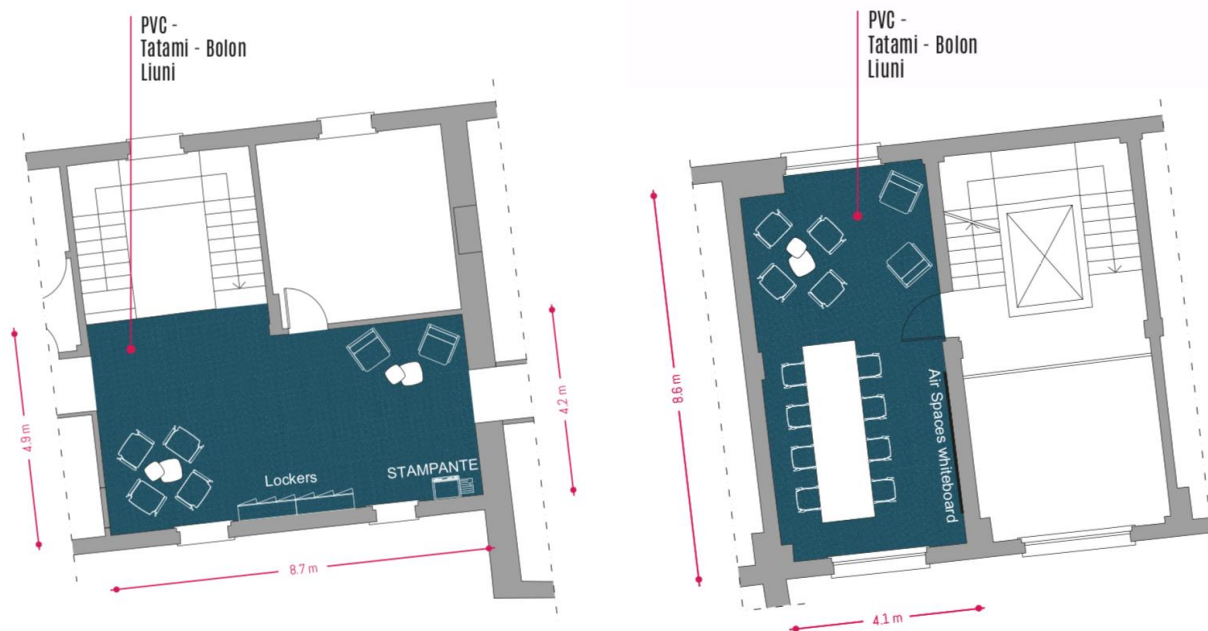 PVC -
Tatami - Bolon
Liuni
4.9 m
4.2 m
Lockers
STAMPANTE
8.7 m
PVC -
Tatami - Bolon
Liuni
8.6 m
Air Spaces whiteboard
4.1 m